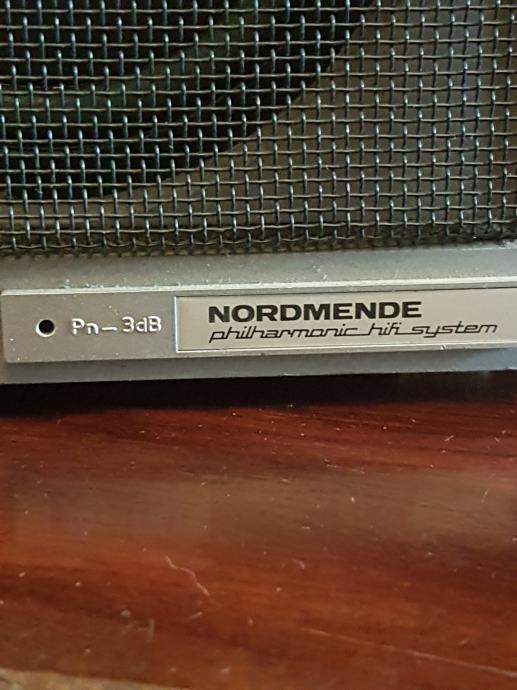 Pn-3dB
NORDMENDE
philharmonic hifi system